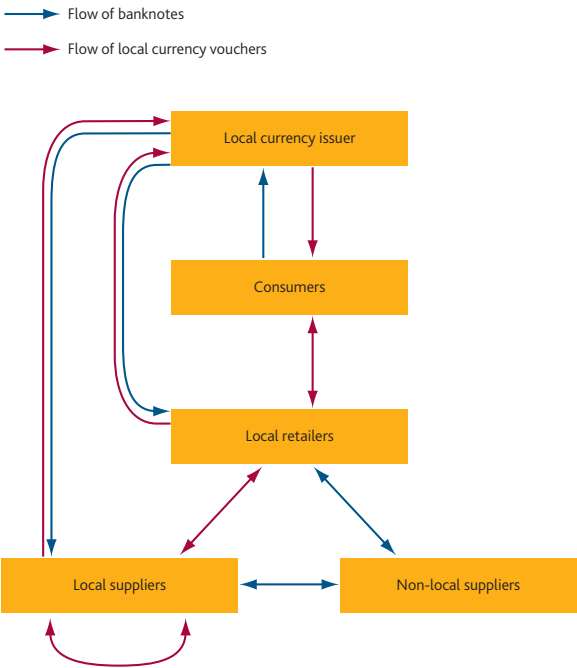 Flow of banknotes
Flow of local currency vouchers
Local currency issuer
Consumers
Local retailers
Local suppliers
Non-local suppliers